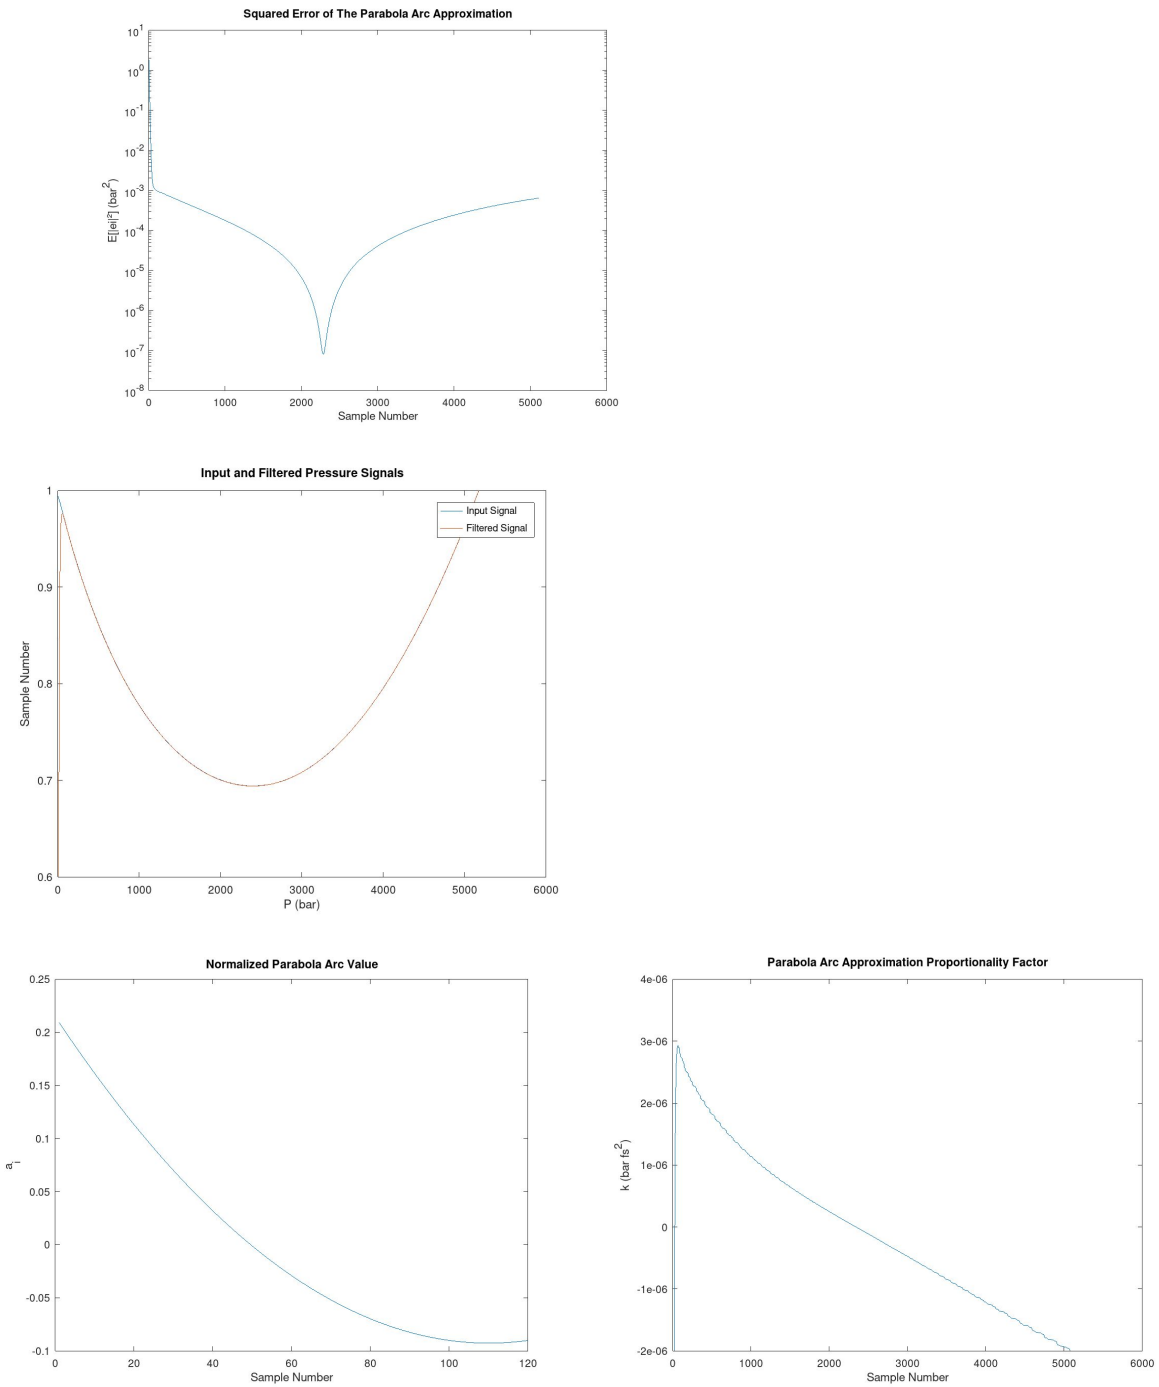 Squared Error of The Parabola Arc Approximation
10^1
10^0
10^-1
10^-2
10^-3
10^-4
10^-5
10^-6
10^-7
10^-8
E[|ei|²] (bar^2)
0 1000 2000 3000 4000 5000 6000
Sample Number
Input and Filtered Pressure Signals
1
0.9
0.8
0.7
0.6
Sample Number
Input Signal
Filtered Signal
0 1000 2000 3000 4000 5000 6000
P (bar)
Normalized Parabola Arc Value
0.25
0.2
0.15
0.1
0.05
0
-0.05
-0.1
a_i
0 20 40 60 80 100 120
Sample Number
Parabola Arc Approximation Proportionality Factor
4e-06
3e-06
2e-06
1e-06
0
-1e-06
-2e-06
k (bar fs^2)
0 1000 2000 3000 4000 5000 6000
Sample Number